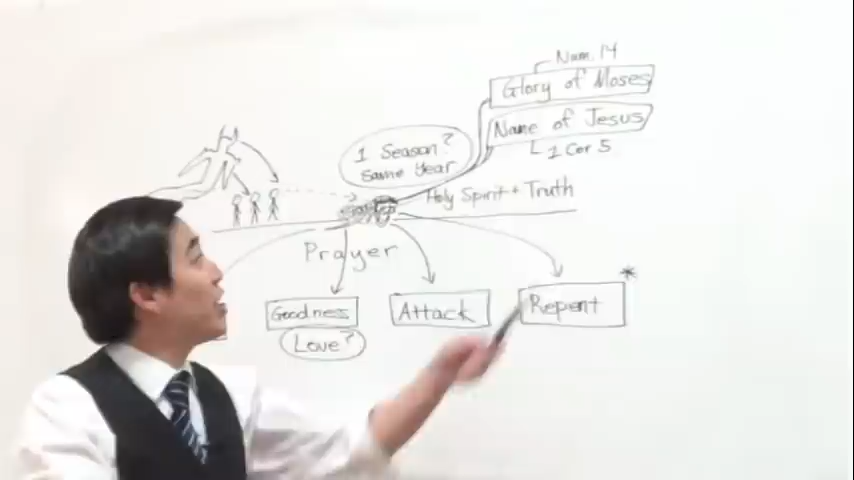 Num. 14
Glory of Moses
Name of Jesus
1 Cor 5
1 Season?
Same Year
Holy Spirit + Truth
Prayer
Goodness
Attack
Repent *
Love?